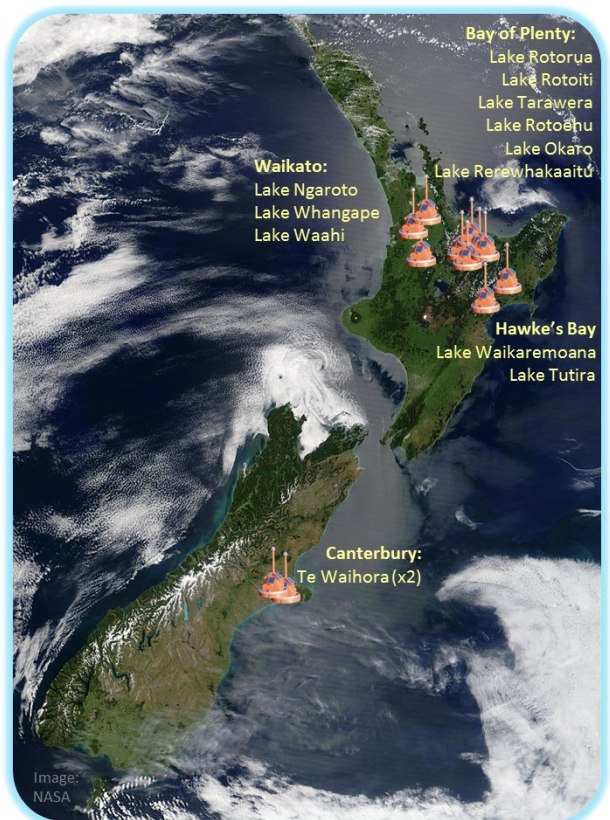 Bay of Plenty:
Lake Rotorua
Lake Rotoiti
Lake Tarawera
Lake Rotoehu
Lake Okaro
Lake Rerewhakaaitu
Waikato:
Lake Ngaroto
Lake Whangape
Lake Waahi
Hawke's Bay
Lake Waikaremoana
Lake Tutira
Canterbury:
Te Waihora (x2)
Image:
NASA